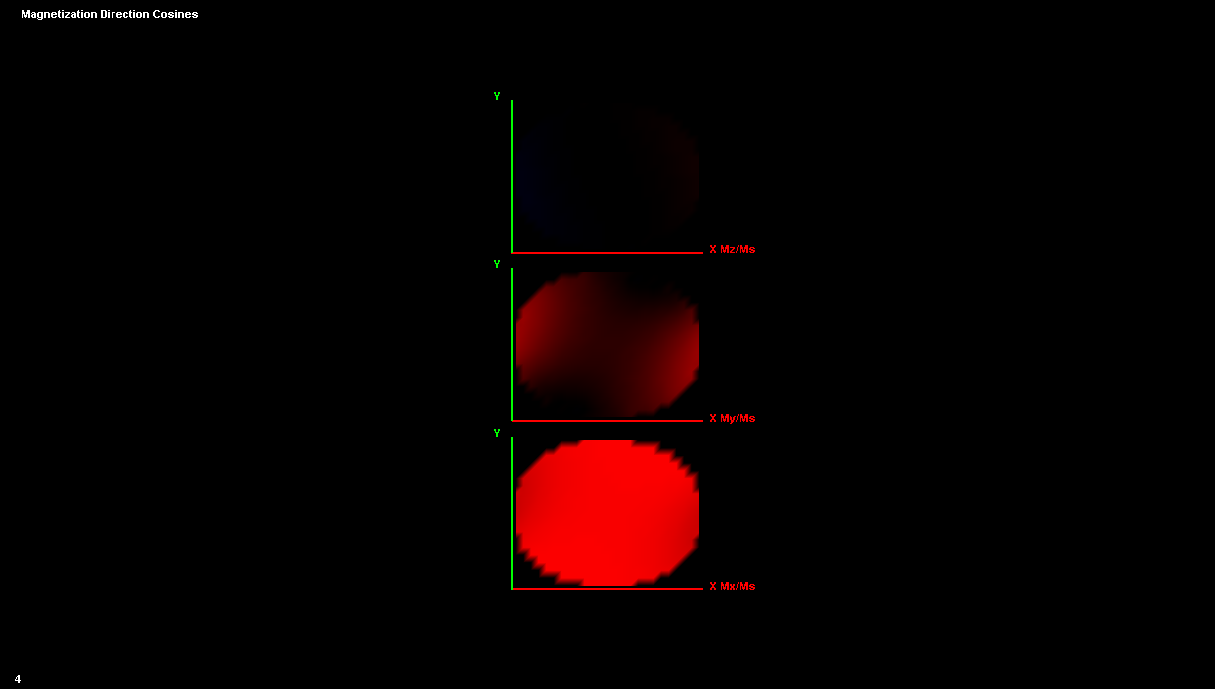 Magnetization Direction Cosines
Y
X Mz/Ms
Y
X My/Ms
Y
X Mx/Ms
4